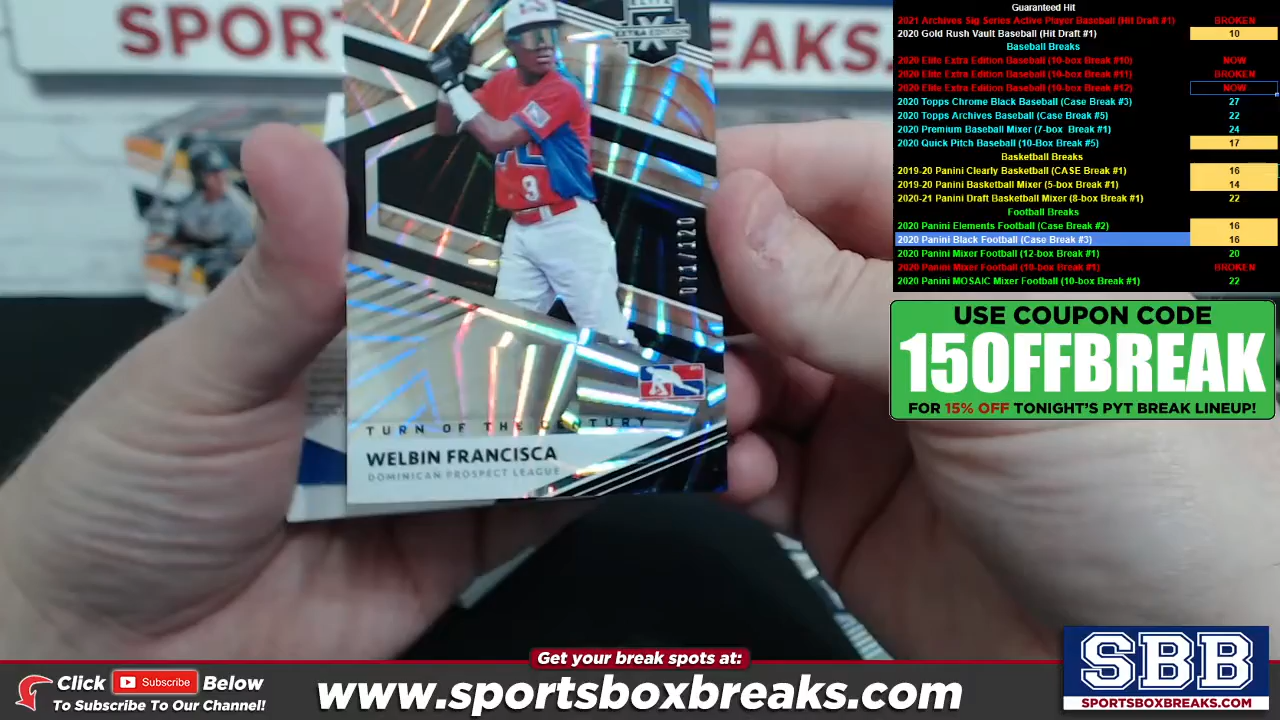 SPOR
REAKS.
ELITE
EXTRA EDITION
X
9
071/120
TURN OF THE CENTURY
WELBIN FRANCISCA
DOMINICAN PROSPECT LEAGUE
Guaranteed Hit
2021 Archives Sig Series Active Player Baseball (Hit Draft #1) BROKEN
2020 Gold Rush Vault Baseball (Hit Draft #1) 10
Baseball Breaks
2020 Elite Extra Edition Baseball (10-box Break #10) NOW
2020 Elite Extra Edition Baseball (10-box Break #11) BROKEN
2020 Elite Extra Edition Baseball (10-box Break #12) NOW
2020 Topps Chrome Black Baseball (Case Break #3) 27
2020 Topps Archives Baseball (Case Break #5) 22
2020 Premium Baseball Mixer (7-box Break #1) 24
2020 Quick Pitch Baseball (10-Box Break #5) 17
Basketball Breaks
2019-20 Panini Clearly Basketball (CASE Break #1) 16
2019-20 Panini Basketball Mixer (5-box Break #1) 14
2020-21 Panini Draft Basketball Mixer (8-box Break #1) 22
Football Breaks
2020 Panini Elements Football (Case Break #2) 16
2020 Panini Black Football (Case Break #3) 16
2020 Panini Mixer Football (12-box Break #1) 20
2020 Panini Mixer Football (10-box Break #1) BROKEN
2020 Panini MOSAIC Mixer Football (10-box Break #1) 22
USE COUPON CODE
15OFFBREAK
FOR 15% OFF TONIGHT'S PYT BREAK LINEUP!
Get your break spots at:
Click Subscribe Below
To Subscribe To Our Channel!
www.sportsboxbreaks.com
SBB
SPORTSBOXBREAKS.COM